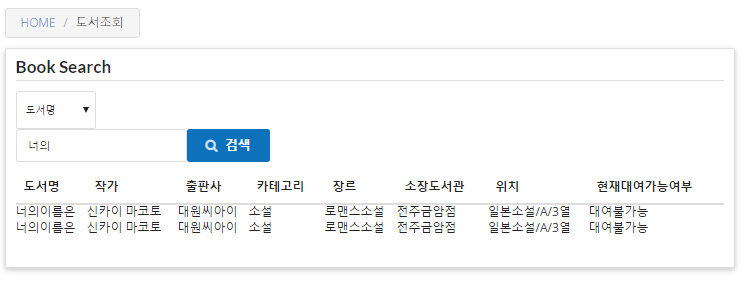 HOME / 도서조회
Book Search
도서명
너의
검색
도서명 작가 출판사 카테고리 장르 소장도서관 위치 현재대여가능여부
너의이름은 신카이 마코토 대원씨아이 소설 로맨스소설 전주금암점 일본소설/A/3열 대여불가능
너의이름은 신카이 마코토 대원씨아이 소설 로맨스소설 전주금암점 일본소설/A/3열 대여불가능